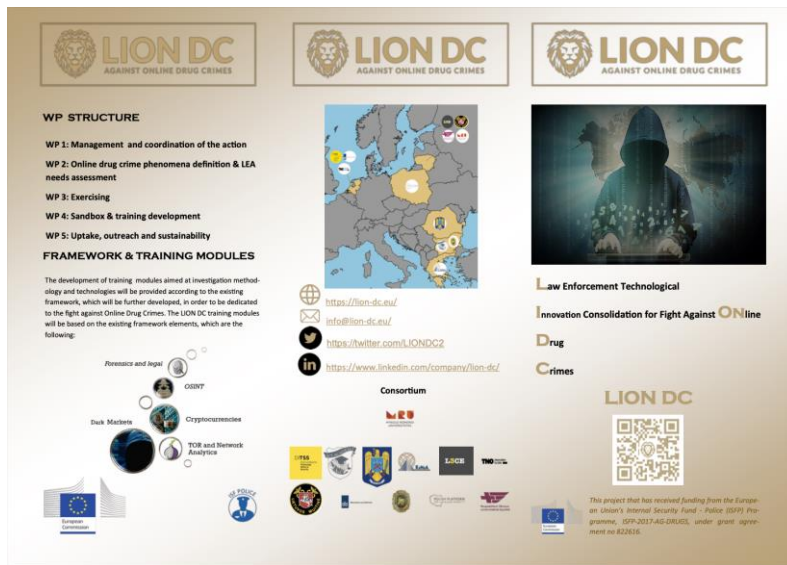 LION DC
AGAINST ONLINE DRUG CRIMES
WP STRUCTURE
WP 1: Management and coordination of the action
WP 2: Online drug crime phenomena definition & LEA
needs assessment
WP 3: Exercising
WP 4: Sandbox & training development
WP 5: Uptake, outreach and sustainability
FRAMEWORK & TRAINING MODULES
The development of training modules aimed at investigation method-
ology and technologies will be provided according to the existing
framework, which will be further developed, in order to be dedicated
to the fight against Online Drug Crimes. The LION DC training modules
will be based on the existing framework elements, which are the
following:
Forensics and legal
OSINT
Dark Markets
Cryptocurrencies
TOR and Network
Analytics
European
Commission
ISF POLICE
LION DC
AGAINST ONLINE DRUG CRIMES
https://lion-dc.eu/
info@lion-dc.eu/
https://twitter.com/LIONDC2
https://www.linkedin.com/company/lion-dc/
Consortium
MRU
DTSS
LSCE
TNO
LION DC
AGAINST ONLINE DRUG CRIMES
Law Enforcement Technological
Innovation Consolidation for Fight Against ONline
Drug
Crimes
LION DC
European
Commission
This project that has received funding from the Europe-
an Union's Internal Security Fund - Police (ISFP) Pro-
gramme, ISFP-2017-AG-DRUGS, under grant agree-
ment no 822616.